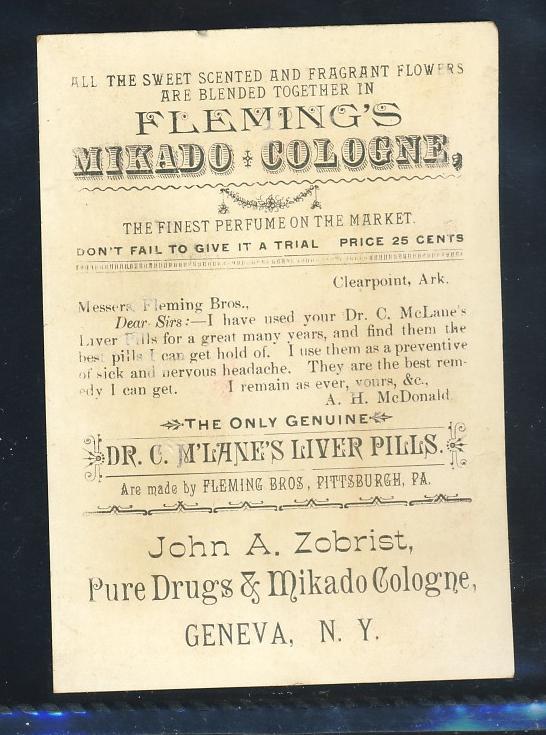 ALL THE SWEET SCENTED AND FRAGRANT FLOWERS
ARE BLENDED TOGETHER IN
FLEMING'S
MIKADO COLOGNE,
THE FINEST PERFUME ON THE MARKET.
DON'T FAIL TO GIVE IT A TRIAL PRICE 25 CENTS
Clearpoint, Ark.
Messers. Fleming Bros.,
Dear Sirs:—I have used your Dr. C. McLane's
Liver Pills for a great many years, and find them the
best pills I can get hold of. I use them as a preventive
of sick and nervous headache. They are the best rem-
edy I can get. I remain as ever, yours, &c.,
A. H. McDonald.
THE ONLY GENUINE
DR. C. M'LANE'S LIVER PILLS.
Are made by FLEMING BROS., PITTSBURGH, PA.
John A. Zobrist,
Pure Drugs & Mikado Cologne,
GENEVA, N. Y.